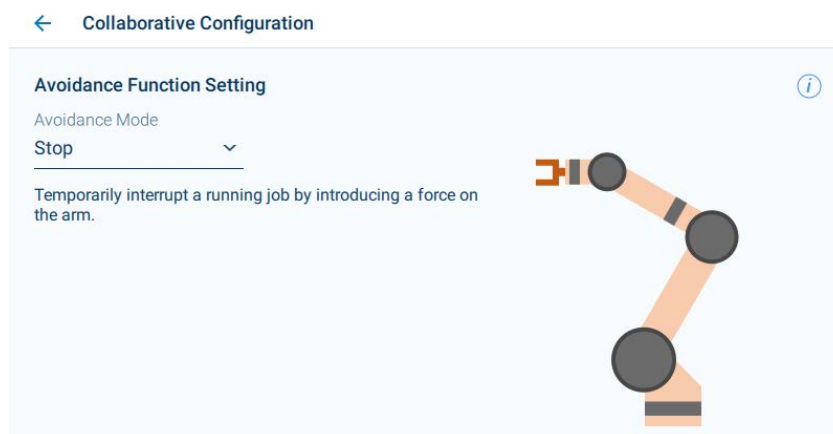 Collaborative Configuration
Avoidance Function Setting
i
Avoidance Mode
Stop
Temporarily interrupt a running job by introducing a force on
the arm.